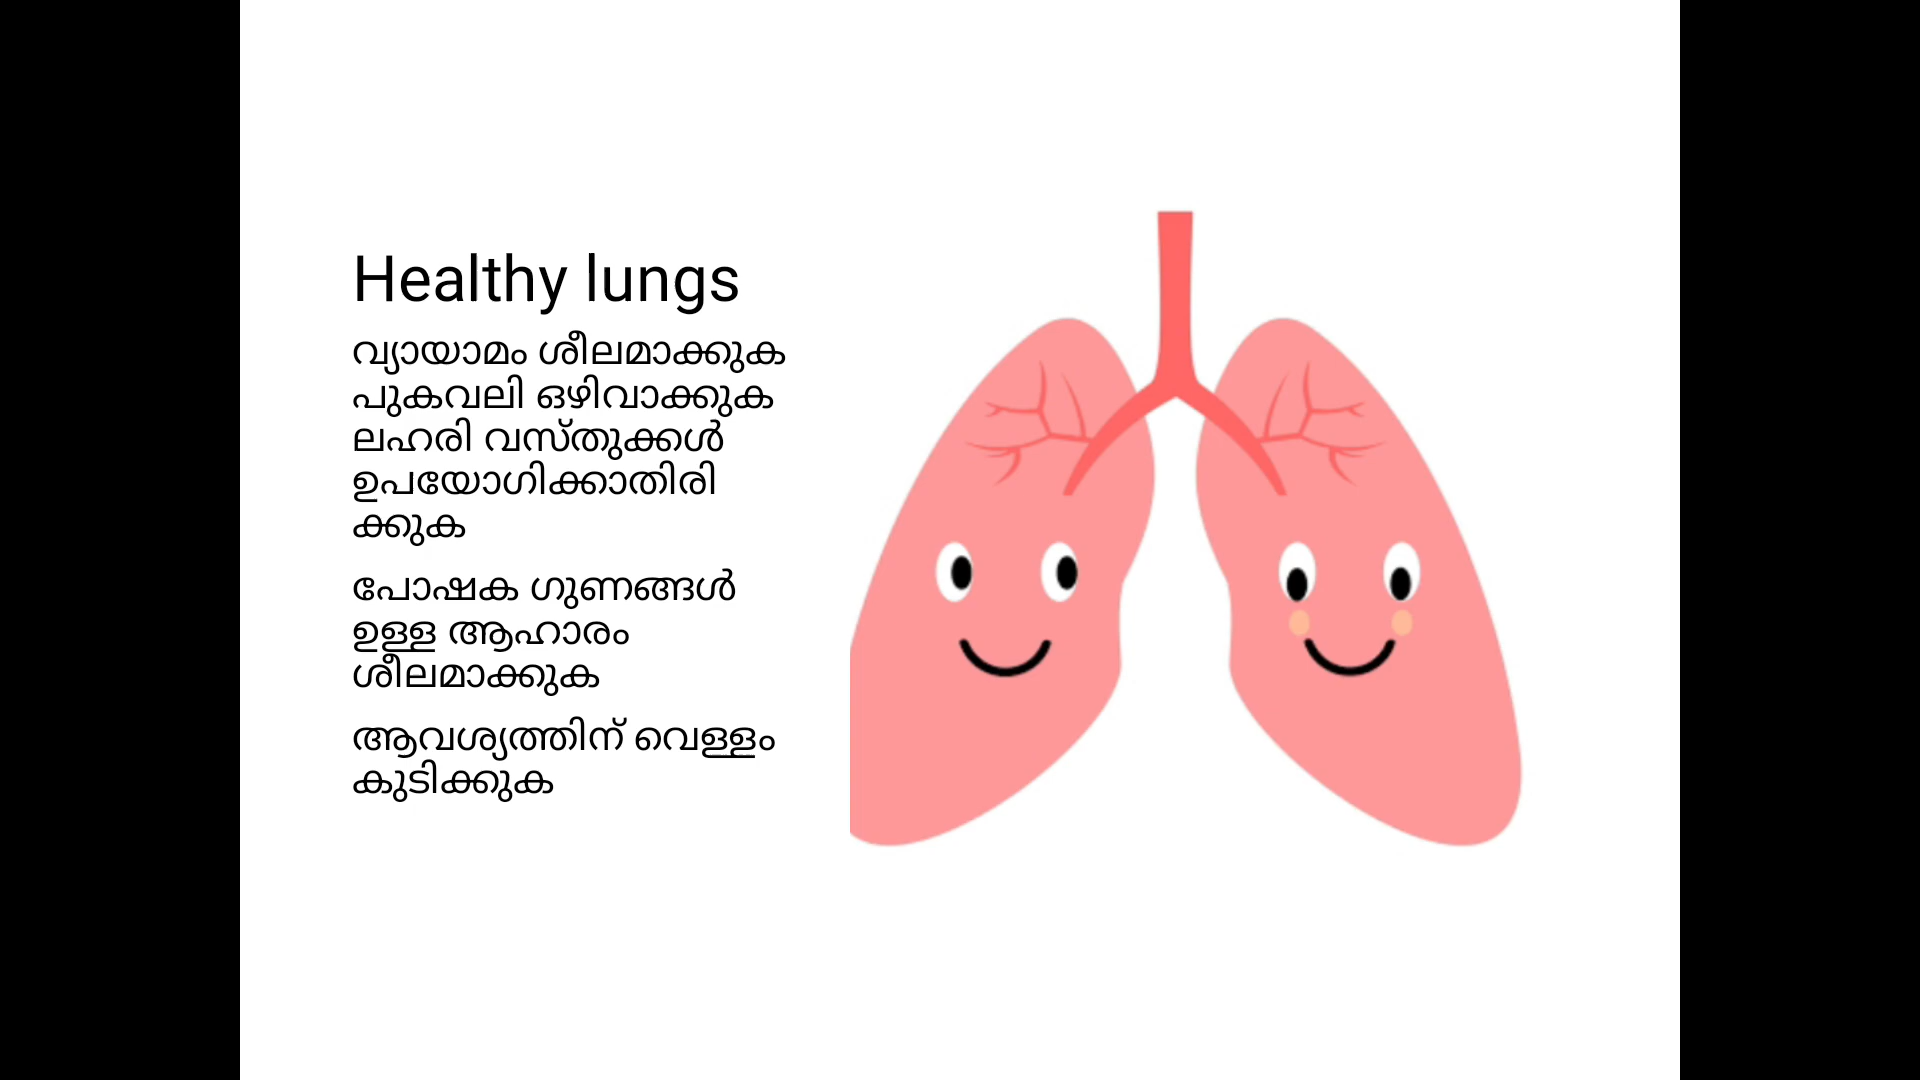 Healthy lungs
വ്യായാമം ശീലമാക്കുക
പുകവലി ഒഴിവാക്കുക
ലഹരി വസ്തുക്കൾ
ഉപയോഗിക്കാതിരി
ക്കുക
പോഷക ഗുണങ്ങൾ
ഉള്ള ആഹാരം
ശീലമാക്കുക
ആവശ്യത്തിന് വെള്ളം
കുടിക്കുക